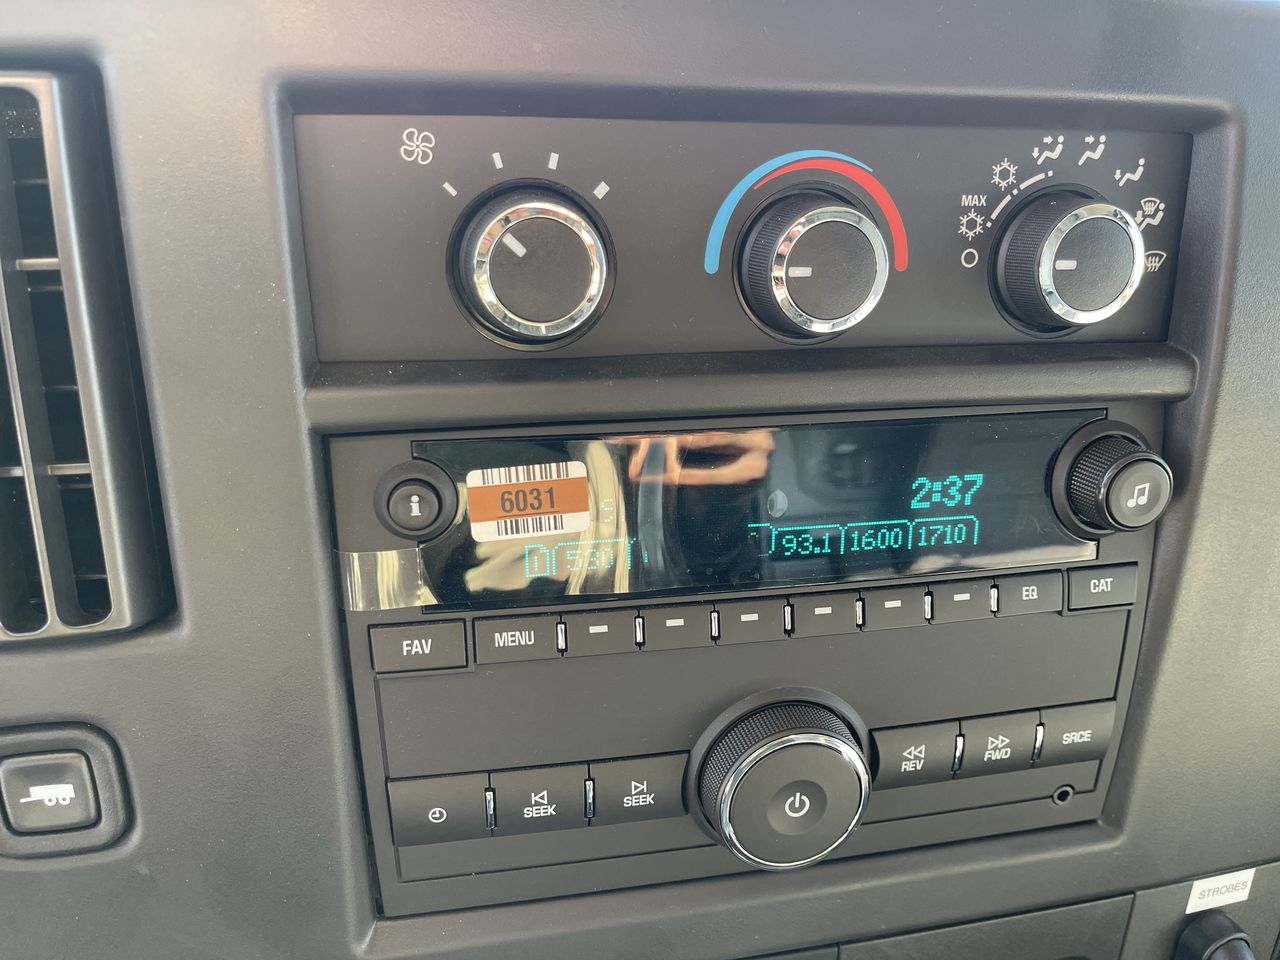 MAX
6031
2:37
1 530 93.1 1600 1710
i
FAV MENU EQ CAT
SEEK SEEK REV FWD SRCE
STROBES